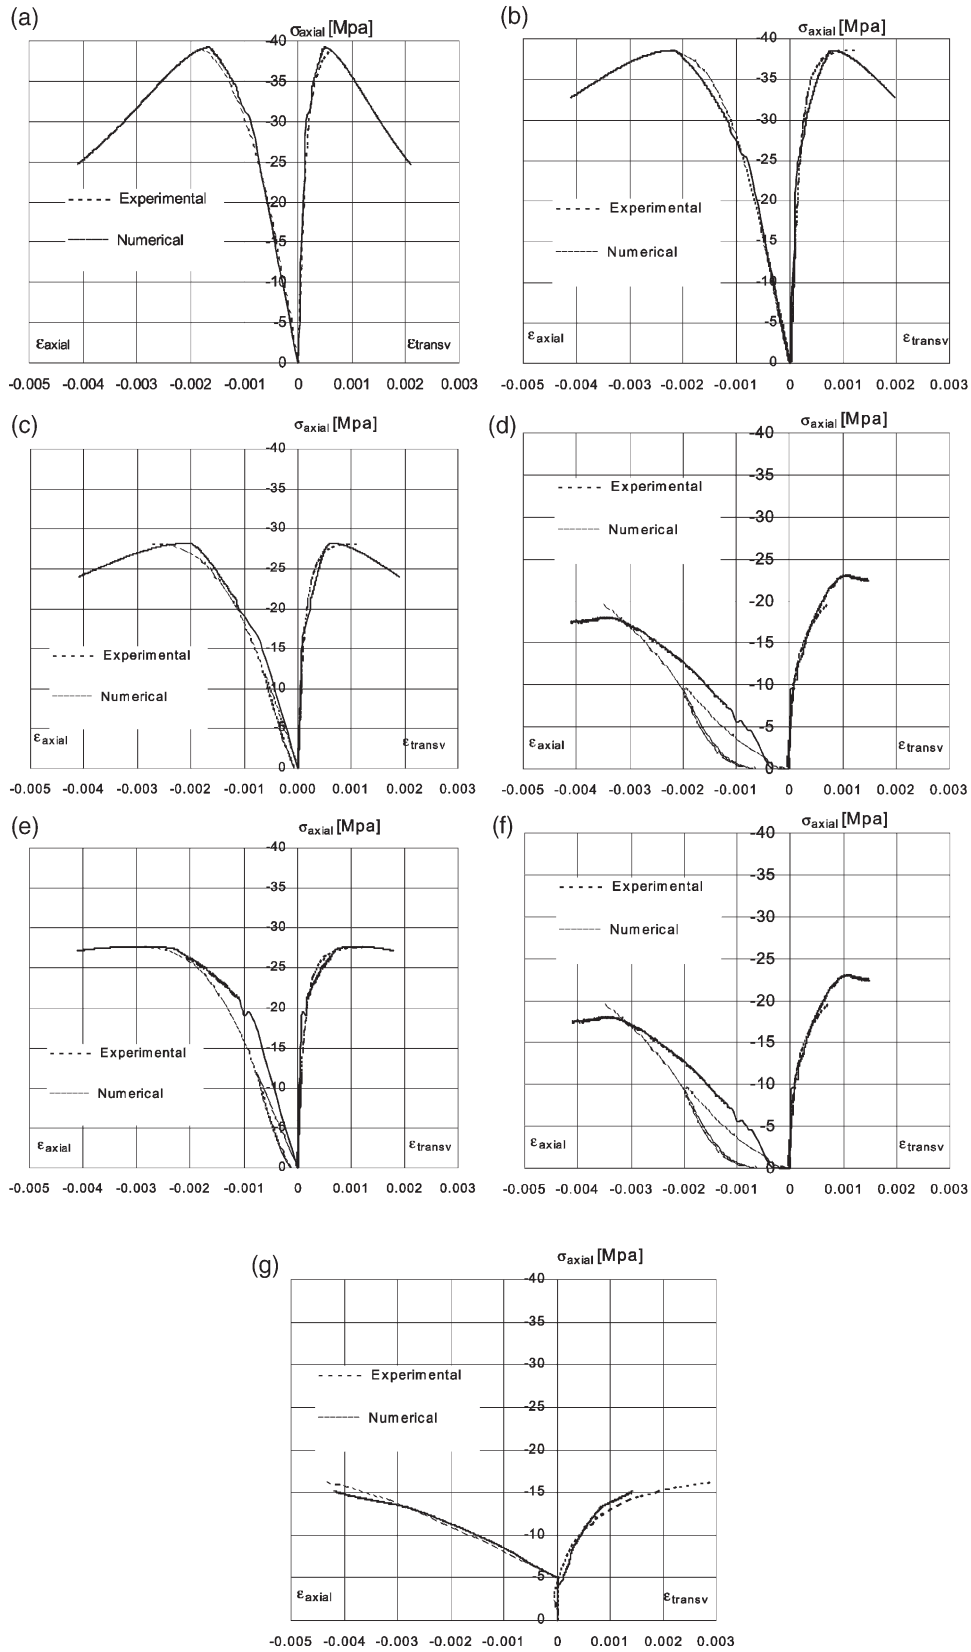 (a)
σaxial [Mpa]
-40
-35
-30
-25
-20
-15
-10
-5
0
Experimental
Numerical
εaxial
εtransv
-0.005 -0.004 -0.003 -0.002 -0.001 0 0.001 0.002 0.003
(b)
σaxial [Mpa]
-40
-35
-30
-25
-20
-15
-10
-5
0
Experimental
Numerical
εaxial
εtransv
-0.005 -0.004 -0.003 -0.002 -0.001 0 0.001 0.002 0.003
(c)
σaxial [Mpa]
-40
-35
-30
-25
-20
-15
-10
-5
0
Experimental
Numerical
εaxial
εtransv
-0.005 -0.004 -0.003 -0.002 -0.001 0.000 0.001 0.002 0.003
(d)
σaxial [Mpa]
-40
-35
-30
-25
-20
-15
-10
-5
0
Experimental
Numerical
εaxial
εtransv
-0.005 -0.004 -0.003 -0.002 -0.001 0 0.001 0.002 0.003
(e)
σaxial [Mpa]
-40
-35
-30
-25
-20
-15
-10
-5
0
Experimental
Numerical
εaxial
εtransv
-0.005 -0.004 -0.003 -0.002 -0.001 0.000 0.001 0.002 0.003
(f)
σaxial [Mpa]
-40
-35
-30
-25
-20
-15
-10
-5
0
Experimental
Numerical
εaxial
εtransv
-0.005 -0.004 -0.003 -0.002 -0.001 0 0.001 0.002 0.003
(g)
σaxial [Mpa]
-40
-35
-30
-25
-20
-15
-10
-5
0
Experimental
Numerical
εaxial
εtransv
-0.005 -0.004 -0.003 -0.002 -0.001 0 0.001 0.002 0.003